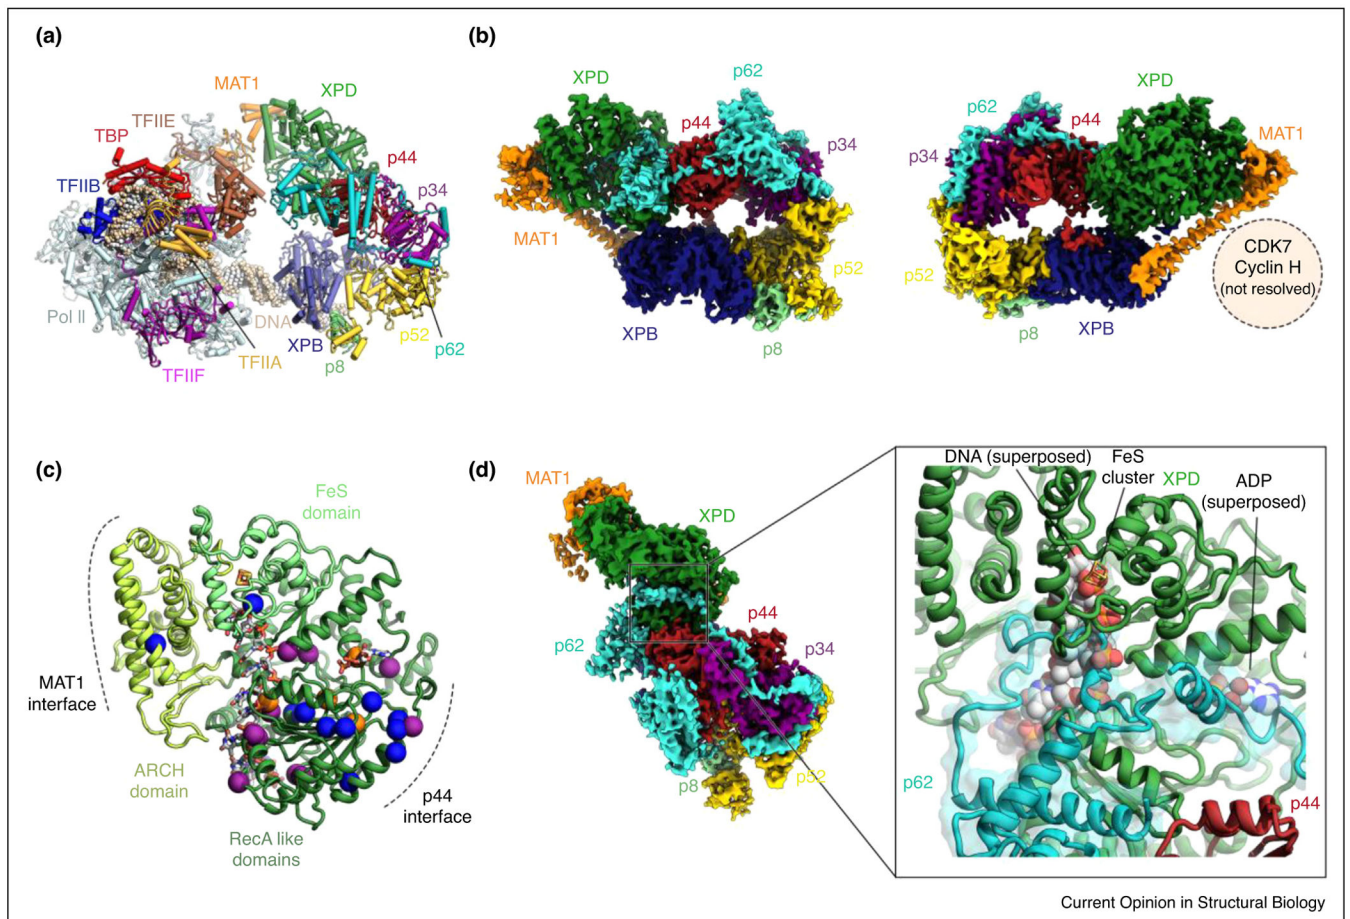 (a)
MAT1
XPD
TFIIE
TBP
p44
p34
TFIIB
Pol II
DNA
XPB
p52
p62
TFIIA
p8
TFIIF
(b)
p62
XPD
p44
p34
MAT1
p52
XPB
p8
XPD
p62
p44
MAT1
p34
CDK7
Cyclin H
(not resolved)
p52
p8
XPB
(c)
FeS
domain
MAT1
interface
ARCH
domain
p44
interface
RecA like
domains
(d)
MAT1
XPD
p44
p62
p34
p8
p52
DNA (superposed)
FeS
cluster
XPD
ADP
(superposed)
p62
p44
Current Opinion in Structural Biology